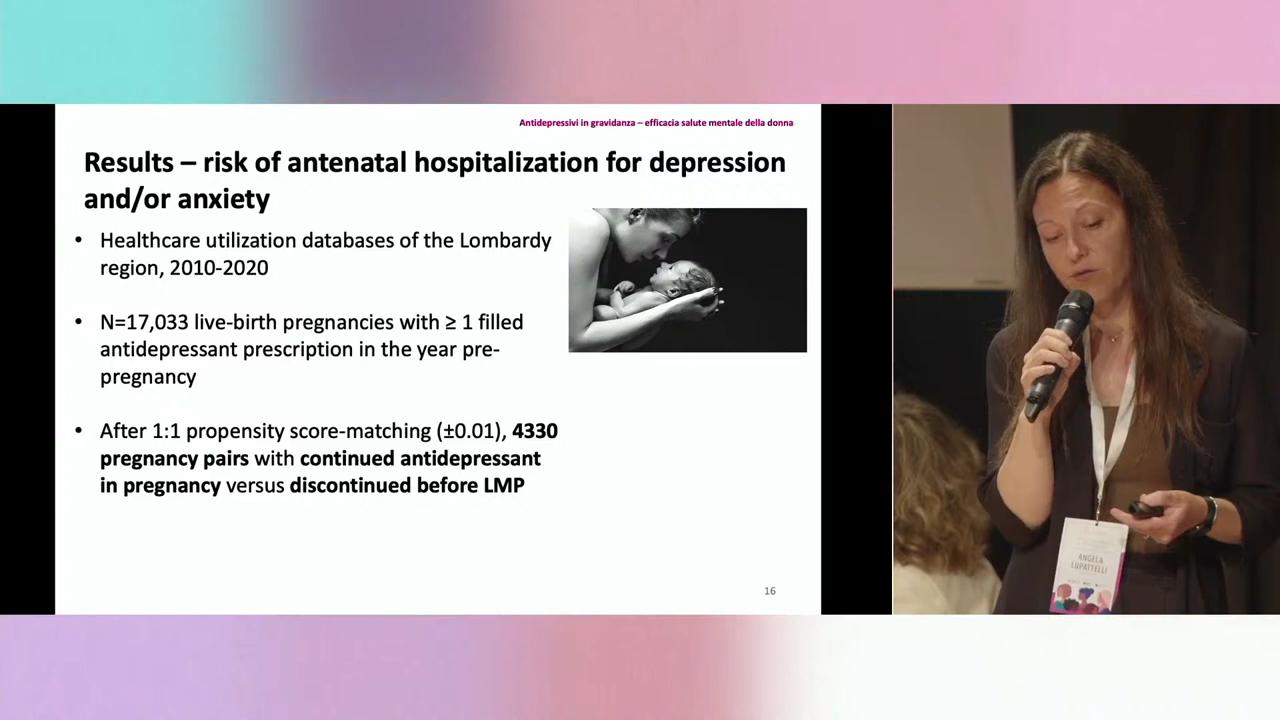 Antidepressivi in gravidanza – efficacia salute mentale della donna
Results – risk of antenatal hospitalization for depression
and/or anxiety
• Healthcare utilization databases of the Lombardy
region, 2010-2020
• N=17,033 live-birth pregnancies with ≥ 1 filled
antidepressant prescription in the year pre-
pregnancy
• After 1:1 propensity score-matching (±0.01), 4330
pregnancy pairs with continued antidepressant
in pregnancy versus discontinued before LMP
16
ANGELA
LUPATTELLI